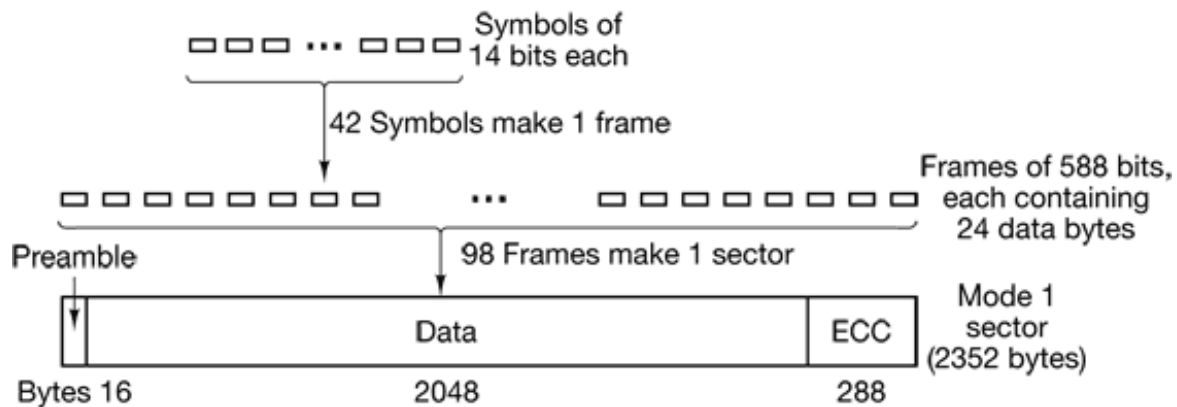 Symbols of
14 bits each
42 Symbols make 1 frame
Frames of 588 bits,
each containing
24 data bytes
Preamble
98 Frames make 1 sector
Data
ECC
Mode 1
sector
(2352 bytes)
Bytes 16
2048
288